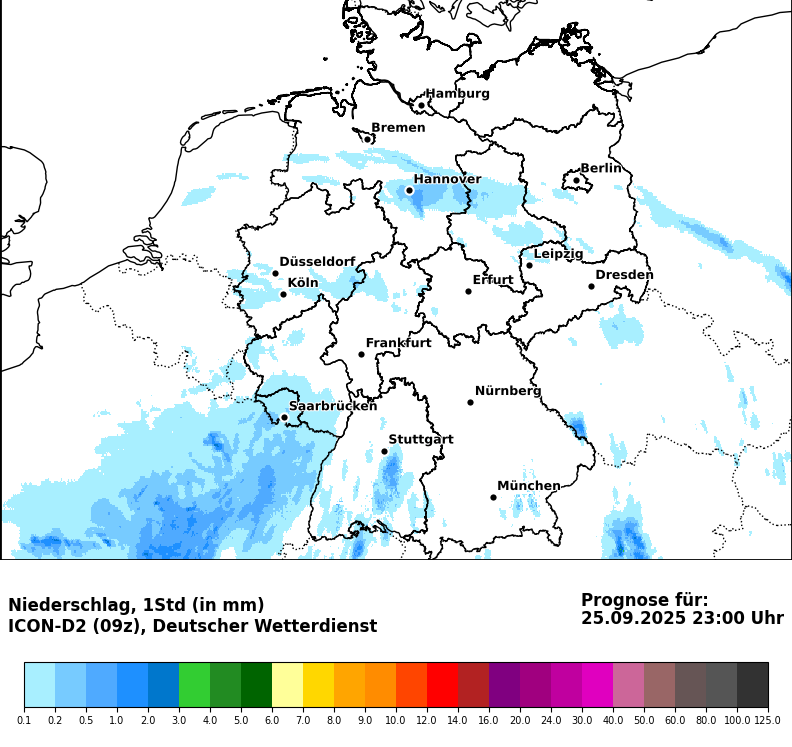 Hamburg
Bremen
Berlin
Hannover
Düsseldorf
Köln
Leipzig
Erfurt
Dresden
Frankfurt
Nürnberg
Saarbrücken
Stuttgart
München
Niederschlag, 1Std (in mm)
ICON-D2 (09z), Deutscher Wetterdienst
Prognose für:
25.09.2025 23:00 Uhr
0.1 0.2 0.5 1.0 2.0 3.0 4.0 5.0 6.0 7.0 8.0 9.0 10.0 12.0 14.0 16.0 20.0 24.0 30.0 40.0 50.0 60.0 80.0 100.0 125.0